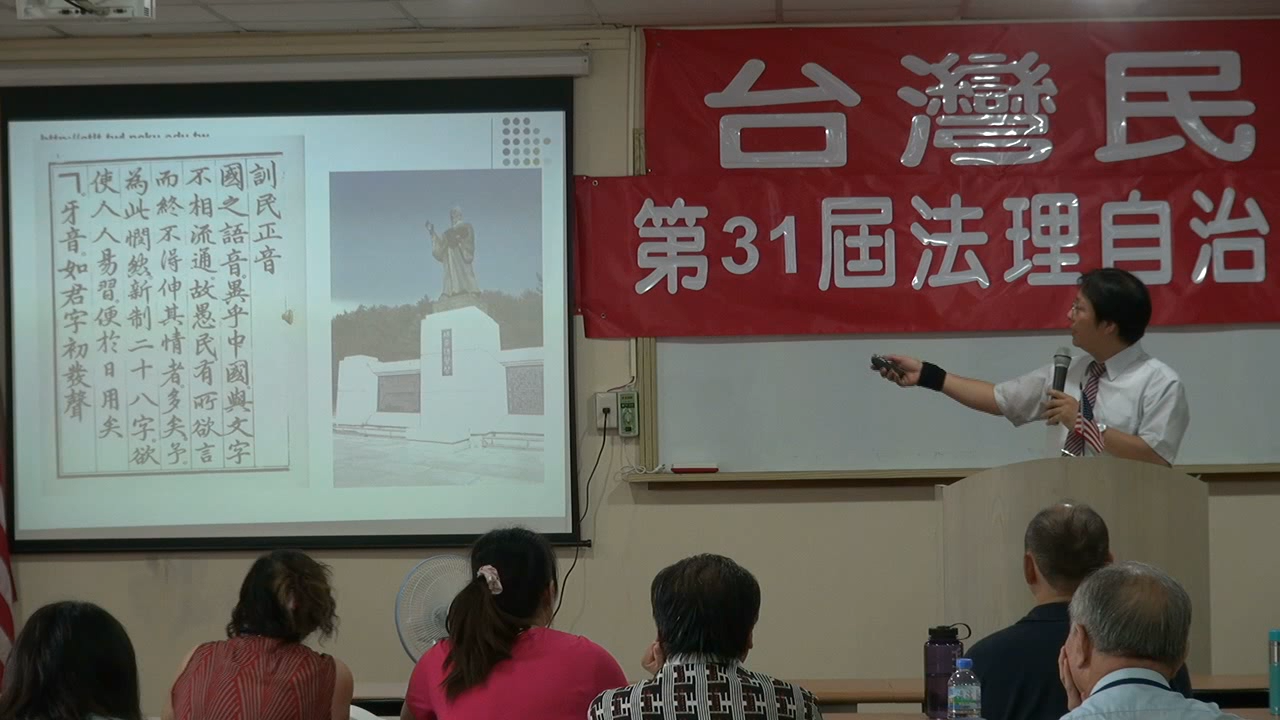 訓民正音
國之語音。異乎中國與文字
不相流通故愚民有所欲言
而終不得伸其情者多矣。予
為此憫然新制二十八字。欲
使人人易習。便於日用矣
ㄱ牙音。如君字初發聲
台灣民
第31屆法理自治